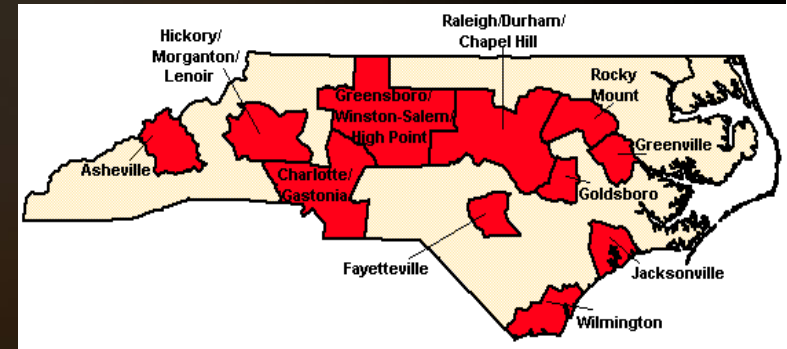 Raleigh/Durham/
Chapel Hill
Hickory/
Morganton/
Lenoir
Rocky
Mount
Greensboro/
Winston-Salem/
High Point
Greenville
Asheville
Charlotte/
Gastonia
Goldsboro
Fayetteville
Jacksonville
Wilmington